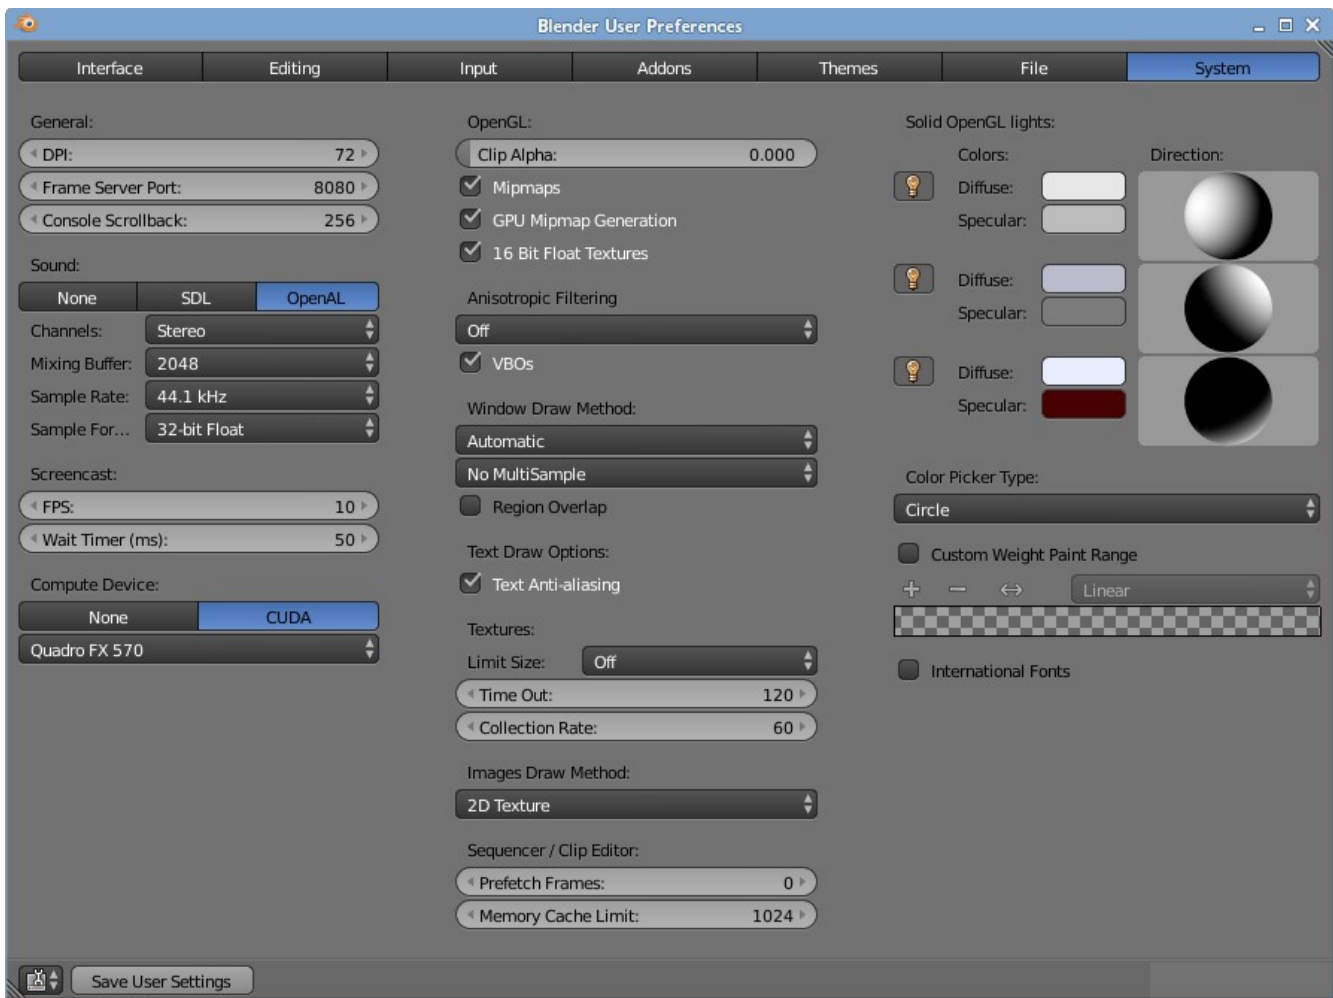 Blender User Preferences
Interface Editing Input Addons Themes File System
General:
DPI: 72
Frame Server Port: 8080
Console Scrollback: 256
Sound:
None SDL OpenAL
Channels: Stereo
Mixing Buffer: 2048
Sample Rate: 44.1 kHz
Sample For... 32-bit Float
Screencast:
FPS: 10
Wait Timer (ms): 50
Compute Device:
None CUDA
Quadro FX 570
OpenGL:
Clip Alpha: 0.000
Mipmaps
GPU Mipmap Generation
16 Bit Float Textures
Anisotropic Filtering
Off
VBOs
Window Draw Method:
Automatic
No MultiSample
Region Overlap
Text Draw Options:
Text Anti-aliasing
Textures:
Limit Size: Off
Time Out: 120
Collection Rate: 60
Images Draw Method:
2D Texture
Sequencer / Clip Editor:
Prefetch Frames: 0
Memory Cache Limit: 1024
Solid OpenGL lights:
Colors: Direction:
Diffuse:
Specular:
Diffuse:
Specular:
Diffuse:
Specular:
Color Picker Type:
Circle
Custom Weight Paint Range
Linear
International Fonts
Save User Settings